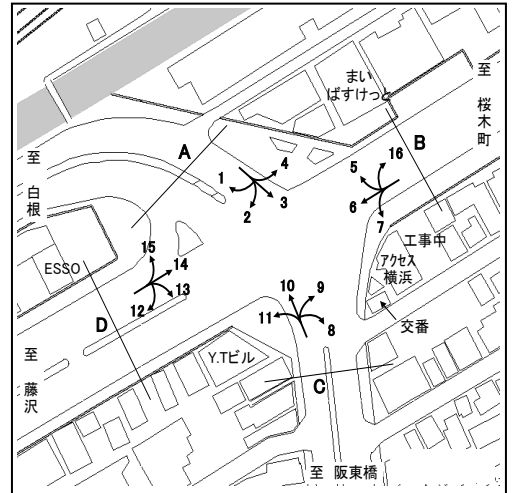 まい
ばすけっ
至
桜木町
A
B
至
白根
1
4
2
3
5
16
6
7
工事中
アクセス
横浜
交番
ESSO
15
14
13
12
D
10
9
11
8
Y.Tビル
C
至
藤沢
至 阪東橋